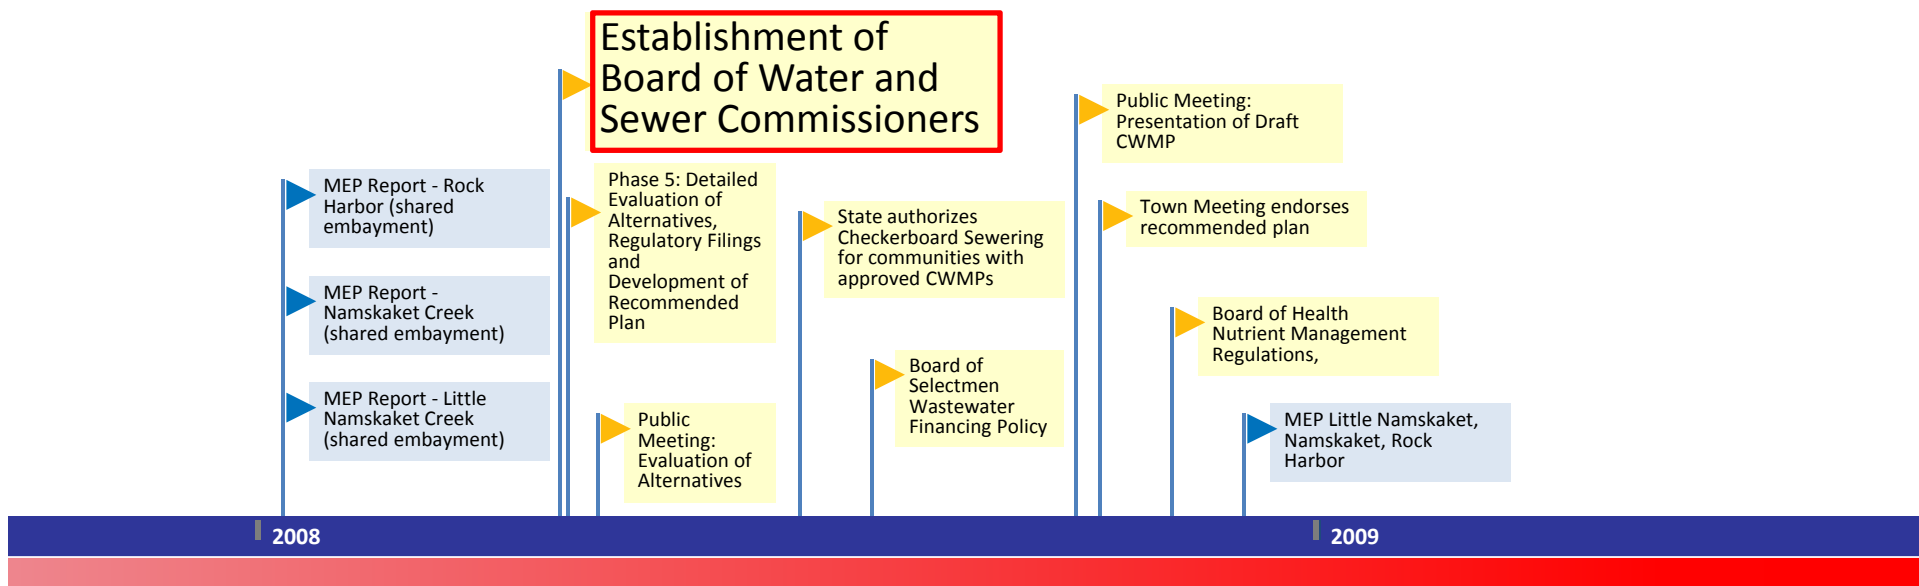 Establishment of
Board of Water and
Sewer Commissioners
Public Meeting:
Presentation of Draft
CWMP
MEP Report - Rock
Harbor (shared
embayment)
Phase 5: Detailed
Evaluation of
Alternatives,
Regulatory Filings
and
Development of
Recommended
Plan
State authorizes
Checkerboard Sewering
for communities with
approved CWMPs
Town Meeting endorses
recommended plan
MEP Report -
Namskaket Creek
(shared embayment)
Board of Health
Nutrient Management
Regulations,
Board of
Selectmen
Wastewater
Financing Policy
MEP Report - Little
Namskaket Creek
(shared embayment)
Public
Meeting:
Evaluation of
Alternatives
MEP Little Namskaket,
Namskaket, Rock
Harbor
2008
2009